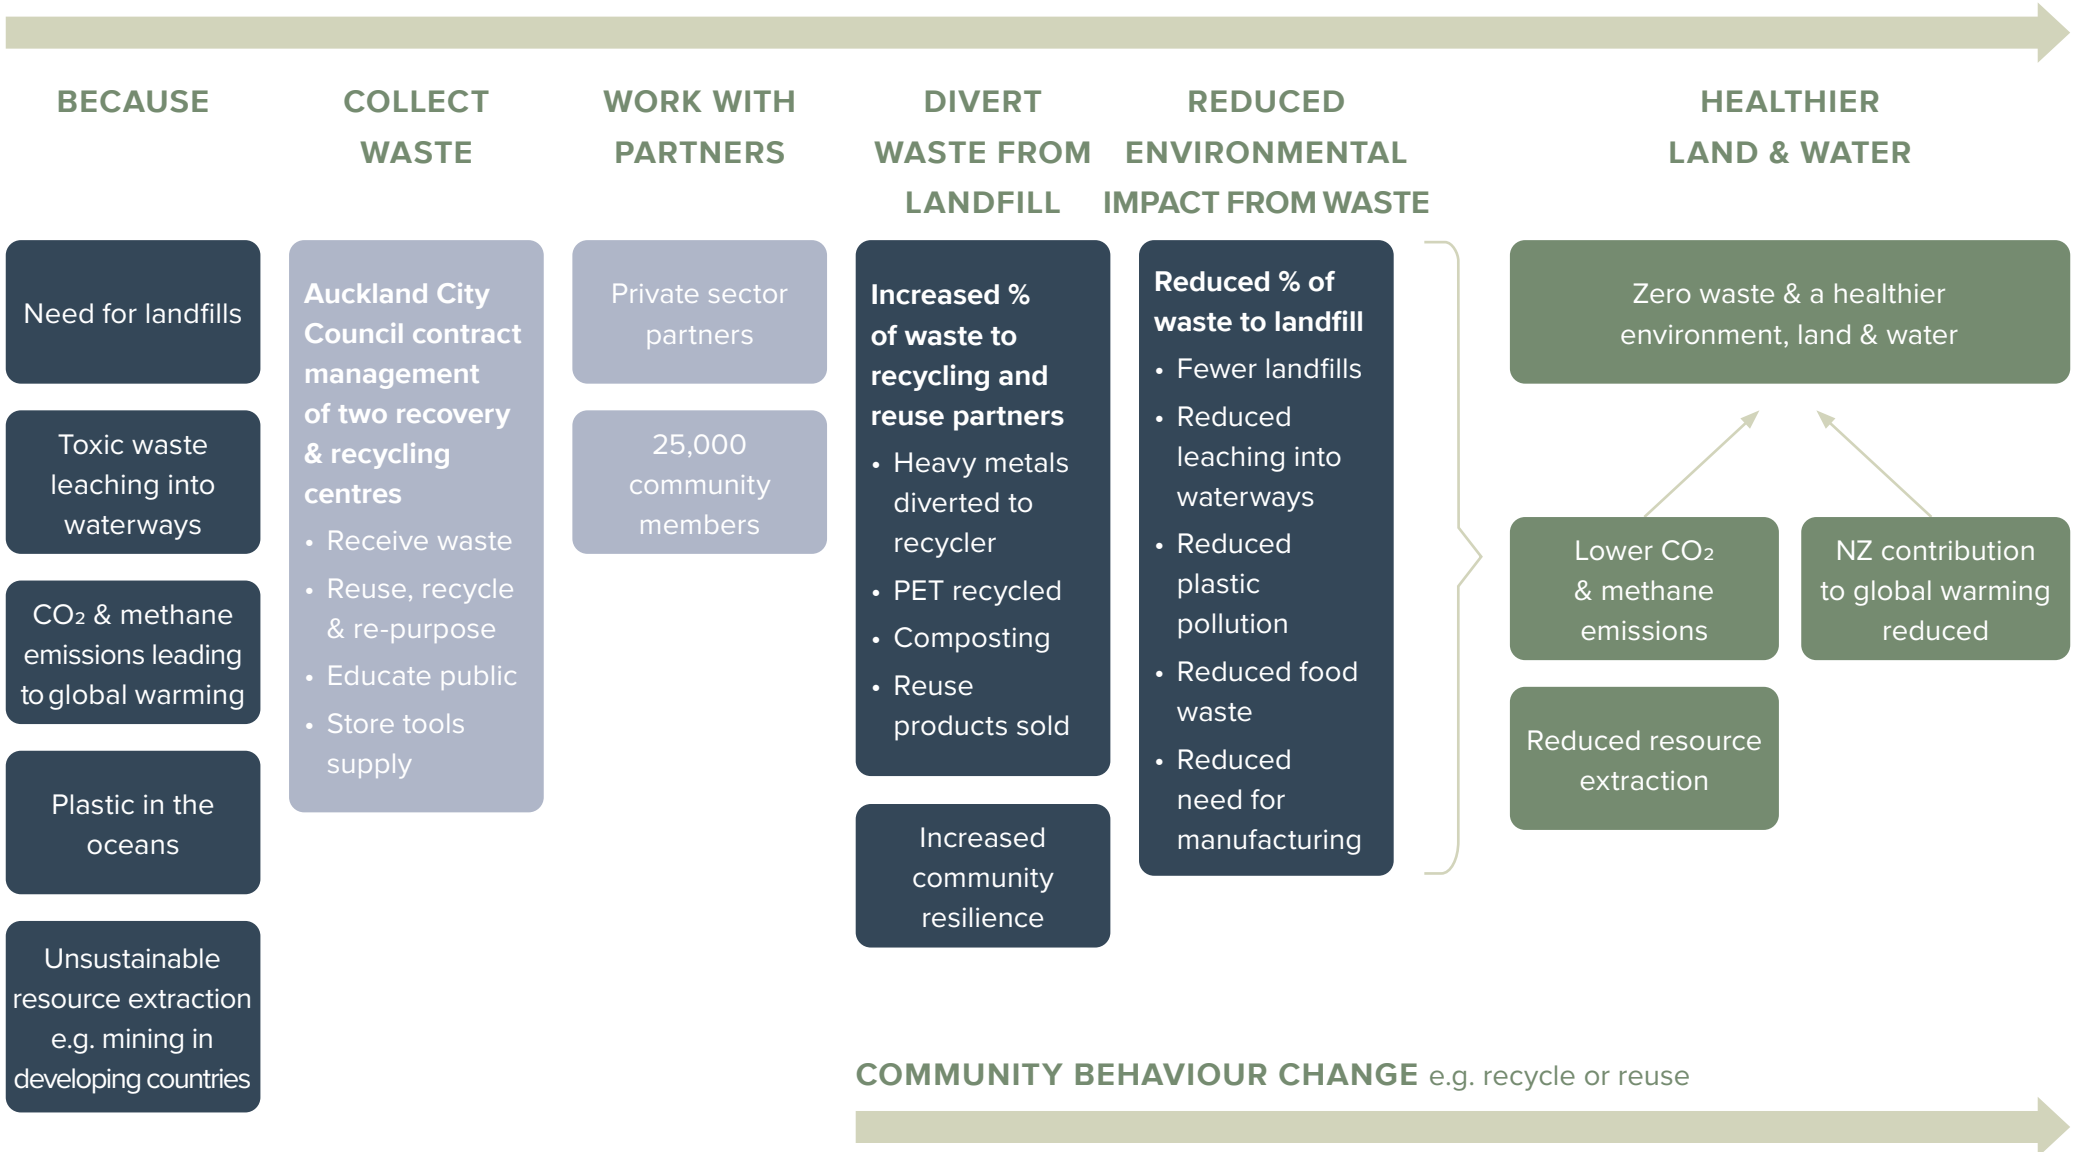 BECAUSE
COLLECT
WASTE
WORK WITH
PARTNERS
DIVERT
WASTE FROM
LANDFILL
REDUCED
ENVIRONMENTAL
IMPACT FROM WASTE
HEALTHIER
LAND & WATER
Need for landfills
Toxic waste
leaching into
waterways
CO₂ & methane
emissions leading
to global warming
Plastic in the
oceans
Unsustainable
resource extraction
e.g. mining in
developing countries
Auckland City
Council contract
management
of two recovery
& recycling
centres
• Receive waste
• Reuse, recycle
& re-purpose
• Educate public
• Store tools
supply
Private sector
partners
25,000
community
members
Increased %
of waste to
recycling and
reuse partners
• Heavy metals
diverted to
recycler
• PET recycled
• Composting
• Reuse
products sold
Increased
community
resilience
Reduced % of
waste to landfill
• Fewer landfills
• Reduced
leaching into
waterways
• Reduced
plastic
pollution
• Reduced food
waste
• Reduced
need for
manufacturing
Zero waste & a healthier
environment, land & water
Lower CO₂
& methane
emissions
NZ contribution
to global warming
reduced
Reduced resource
extraction
COMMUNITY BEHAVIOUR CHANGE e.g. recycle or reuse